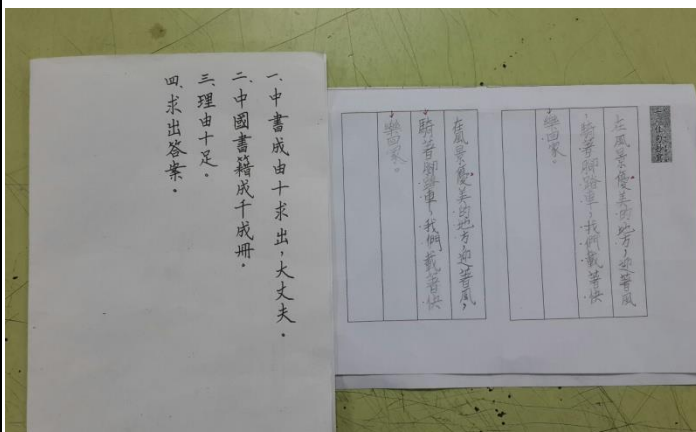 一、中書成由十求出，大丈夫。
二、中國書籍成千成冊。
三、理由十足。
四、求出答案。
在風景優美的地方，迎著風
，騎著腳踏車，我們載著快
樂回家。
在風景優美的地方，迎著風，
騎著腳踏車，我們載著快
樂回家。